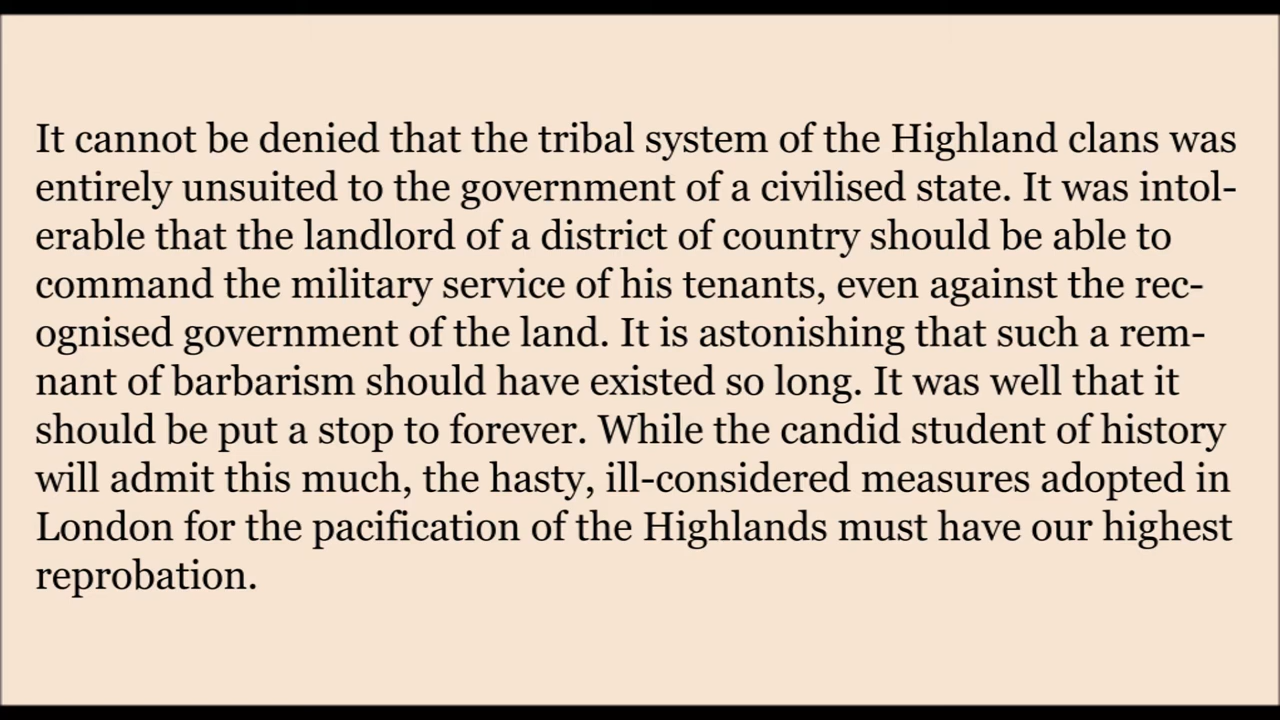 It cannot be denied that the tribal system of the Highland clans was
entirely unsuited to the government of a civilised state. It was intol-
erable that the landlord of a district of country should be able to
command the military service of his tenants, even against the rec-
ognised government of the land. It is astonishing that such a rem-
nant of barbarism should have existed so long. It was well that it
should be put a stop to forever. While the candid student of history
will admit this much, the hasty, ill-considered measures adopted in
London for the pacification of the Highlands must have our highest
reprobation.